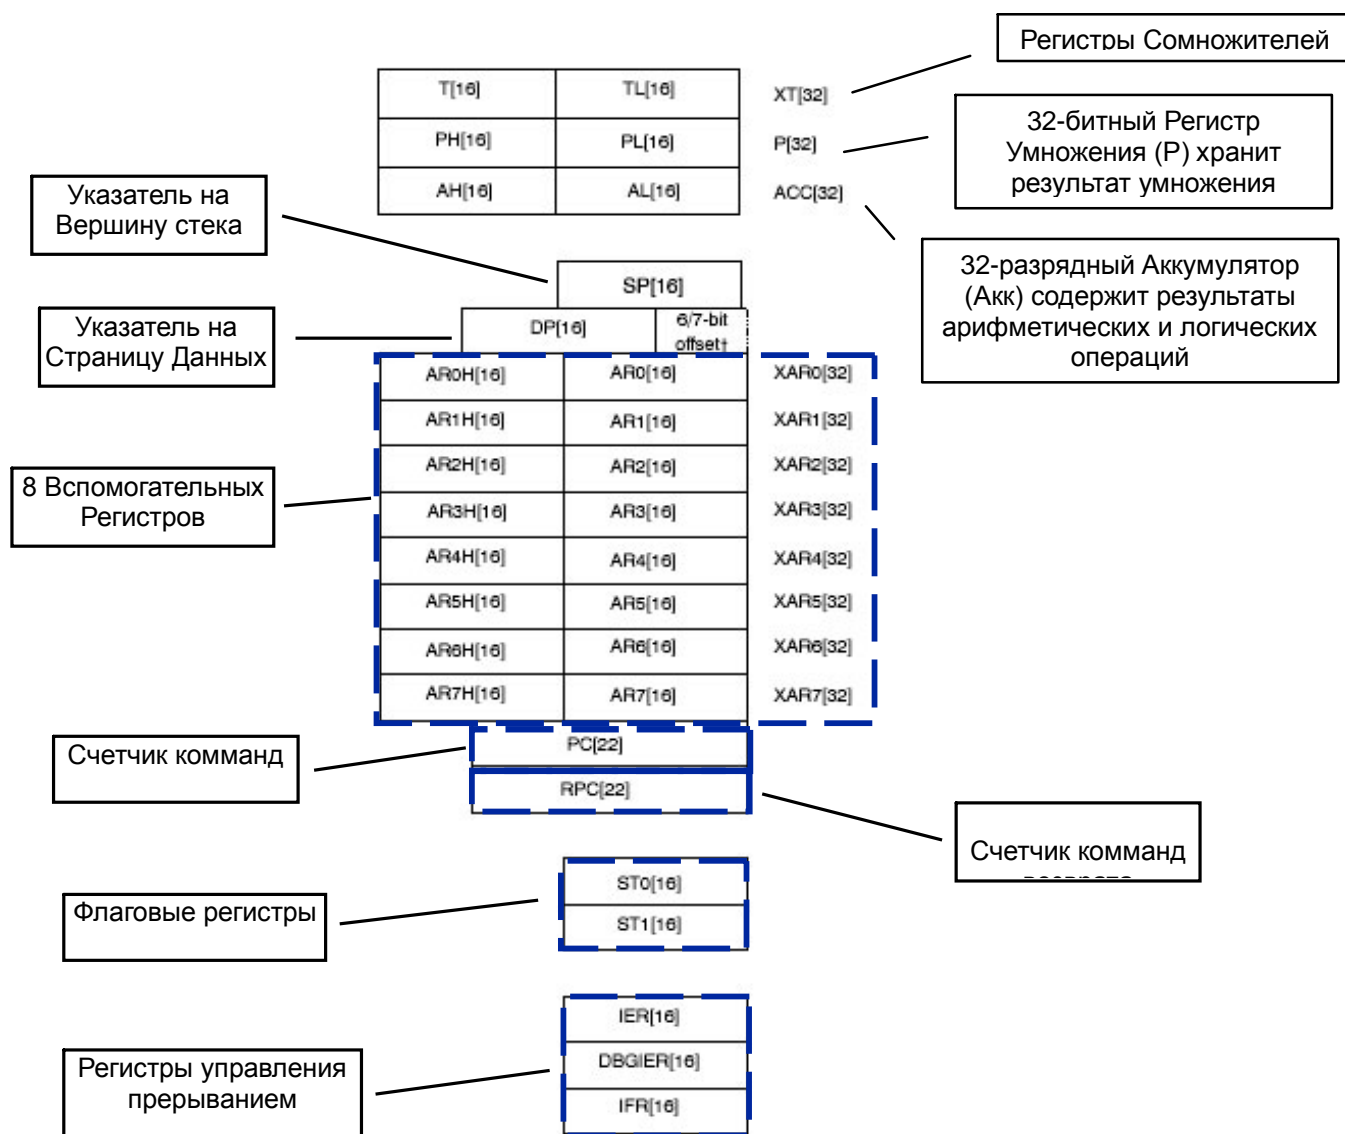 Регистры Сомножителей
T[16] TL[16] XT[32]
PH[16] PL[16] P[32]
AH[16] AL[16] ACC[32]
32-битный Регистр
Умножения (P) хранит
результат умножения
Указатель на
Вершину стека
32-разрядный Аккумулятор
(Акк) содержит результаты
арифметических и логических
операций
SP[16]
Указатель на
Страницу Данных
DP[16] 6/7-bit
offset†
AR0H[16] AR0[16] XAR0[32]
AR1H[16] AR1[16] XAR1[32]
AR2H[16] AR2[16] XAR2[32]
8 Вспомогательных
Регистров
AR3H[16] AR3[16] XAR3[32]
AR4H[16] AR4[16] XAR4[32]
AR5H[16] AR5[16] XAR5[32]
AR6H[16] AR6[16] XAR6[32]
AR7H[16] AR7[16] XAR7[32]
Счетчик комманд
PC[22]
RPC[22]
Счетчик комманд
Флаговые регистры
ST0[16]
ST1[16]
Регистры управления
прерыванием
IER[16]
DBGIER[16]
IFR[16]